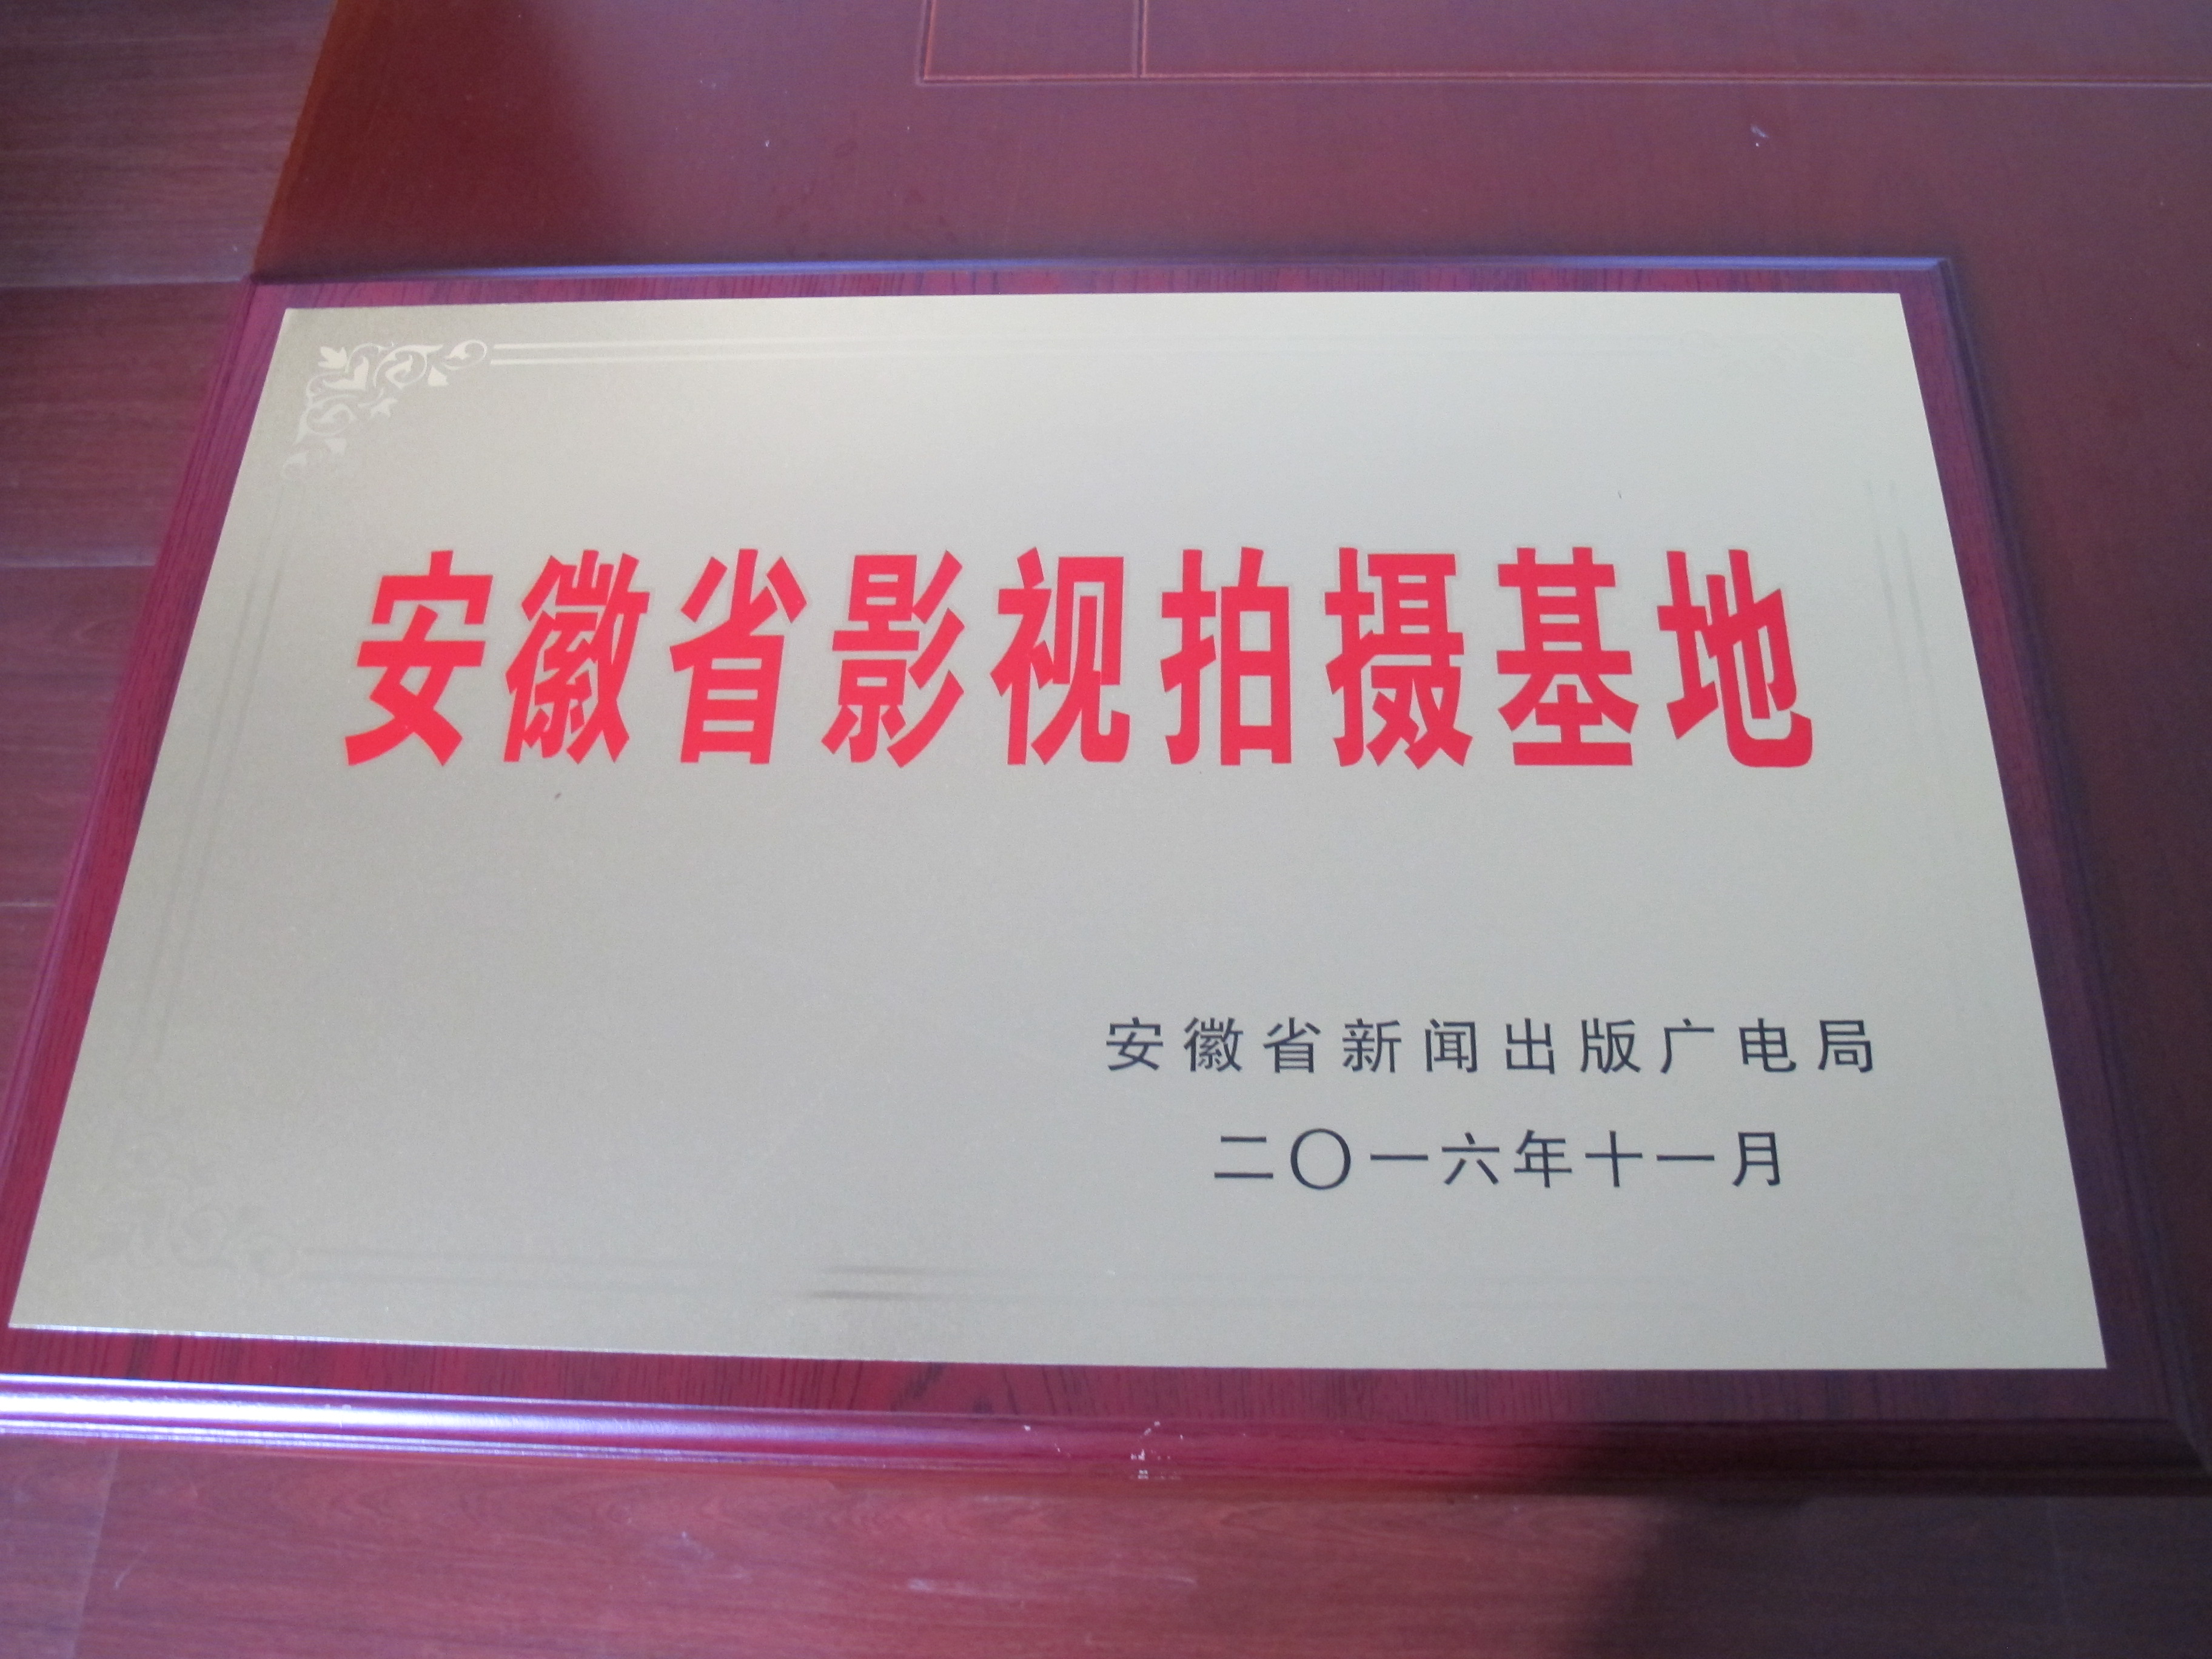 安徽省影视拍摄基地
安徽省新闻出版广电局
二〇一六年十一月